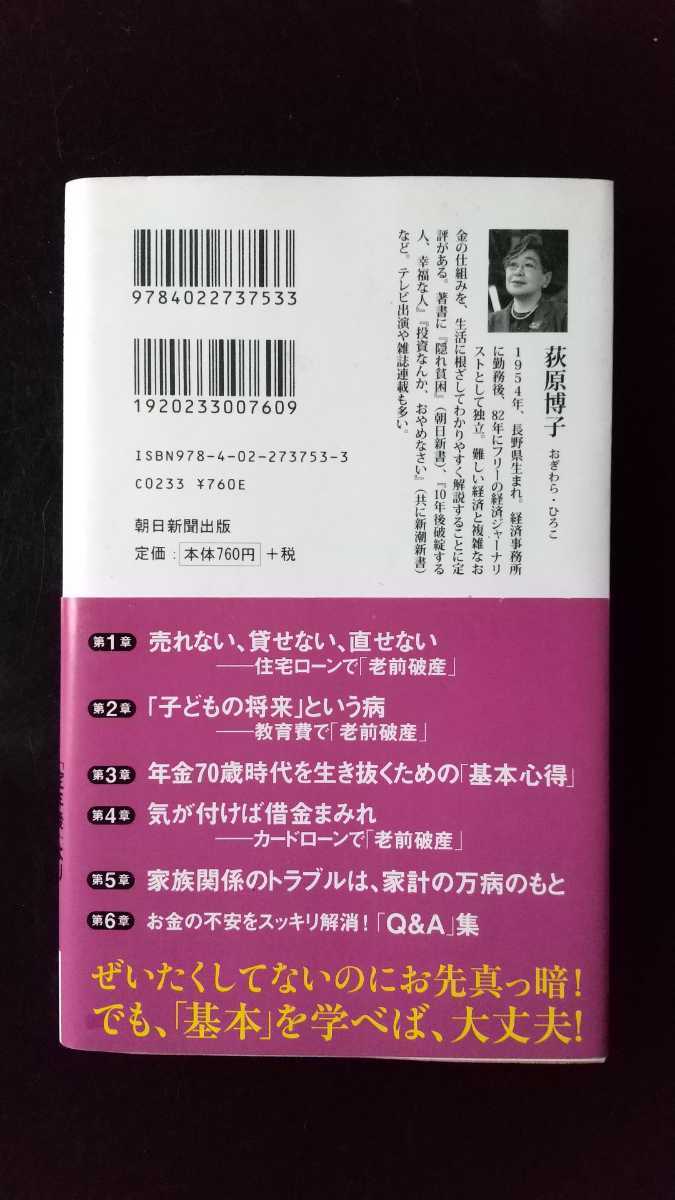 9784022737533
1920233007609
ISBN978-4-02-273753-3
C0233 ¥760E
朝日新聞出版
定価:本体760円+税
荻原博子 おぎわら・ひろこ
1954年、長野県生まれ。経済事務所
に勤務後、82年にフリーの経済ジャーナリ
ストとして独立。難しい経済と複雑なお
金の仕組みを、生活に根ざしてわかりやすく解説することに定
評がある。著書に『隠れ貧困』(朝日新書)、『10年後破綻する
人、幸福な人』『投資なんか、おやめなさい』(共に新潮新書)
など。テレビ出演や雑誌連載も多い。
第1章 売れない、貸せない、直せない
——住宅ローンで「老前破産」
第2章 「子どもの将来」という病
——教育費で「老前破産」
第3章 年金70歳時代を生き抜くための「基本心得」
第4章 気が付けば借金まみれ
——カードローンで「老前破産」
第5章 家族関係のトラブルは、家計の万病のもと
第6章 お金の不安をスッキリ解消!「Q&A」集
ぜいたくしてないのにお先真っ暗!
でも、「基本」を学べば、大丈夫!